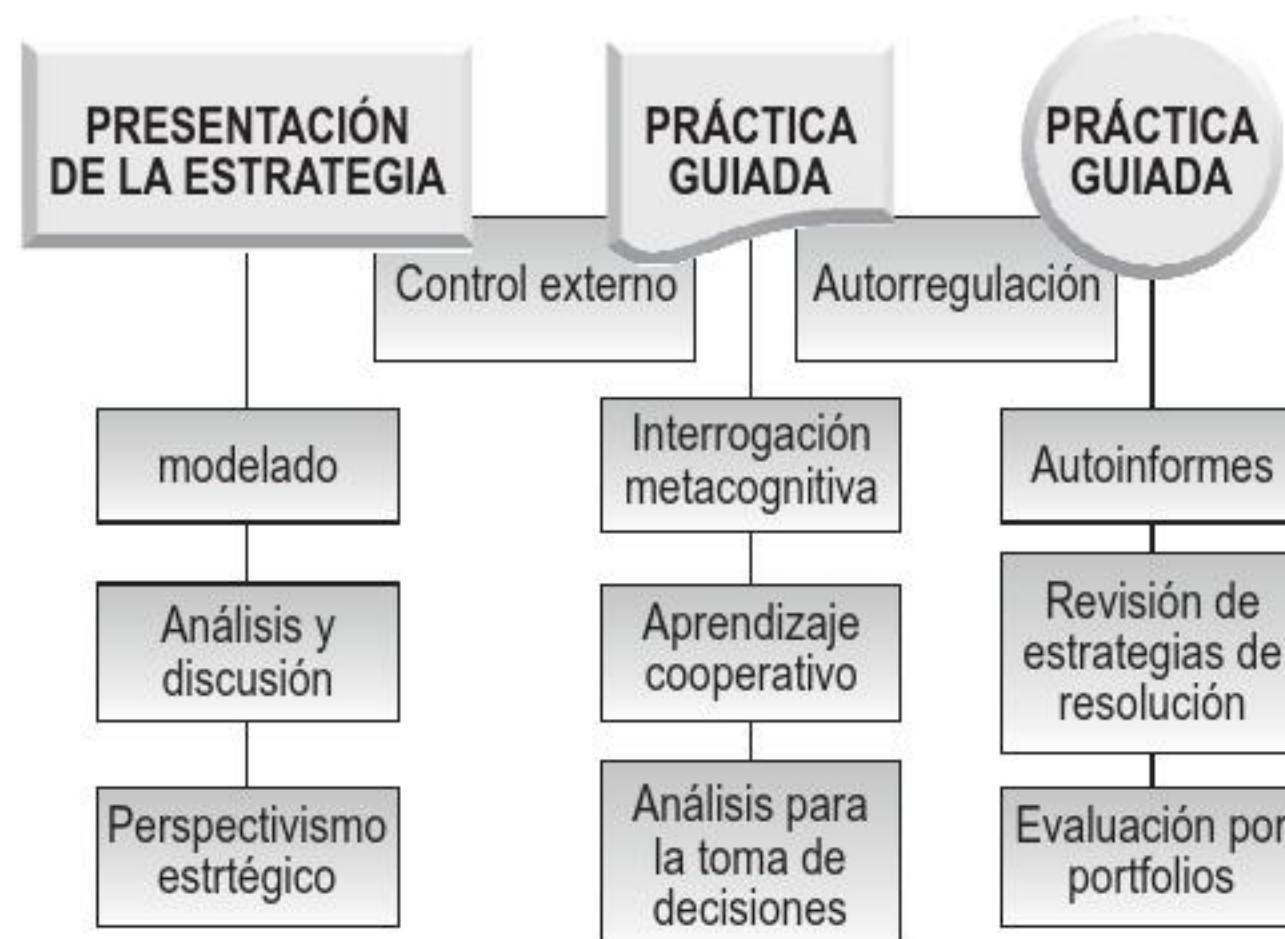 PRESENTACIÓN
DE LA ESTRATEGIA
PRÁCTICA
GUIADA
PRÁCTICA
GUIADA
Control externo
Autorregulación
modelado
Análisis y
discusión
Perspectivismo
estrtégico
Interrogación
metacognitiva
Aprendizaje
cooperativo
Análisis para
la toma de
decisiones
Autoinformes
Revisión de
estrategias de
resolución
Evaluación por
portfolios